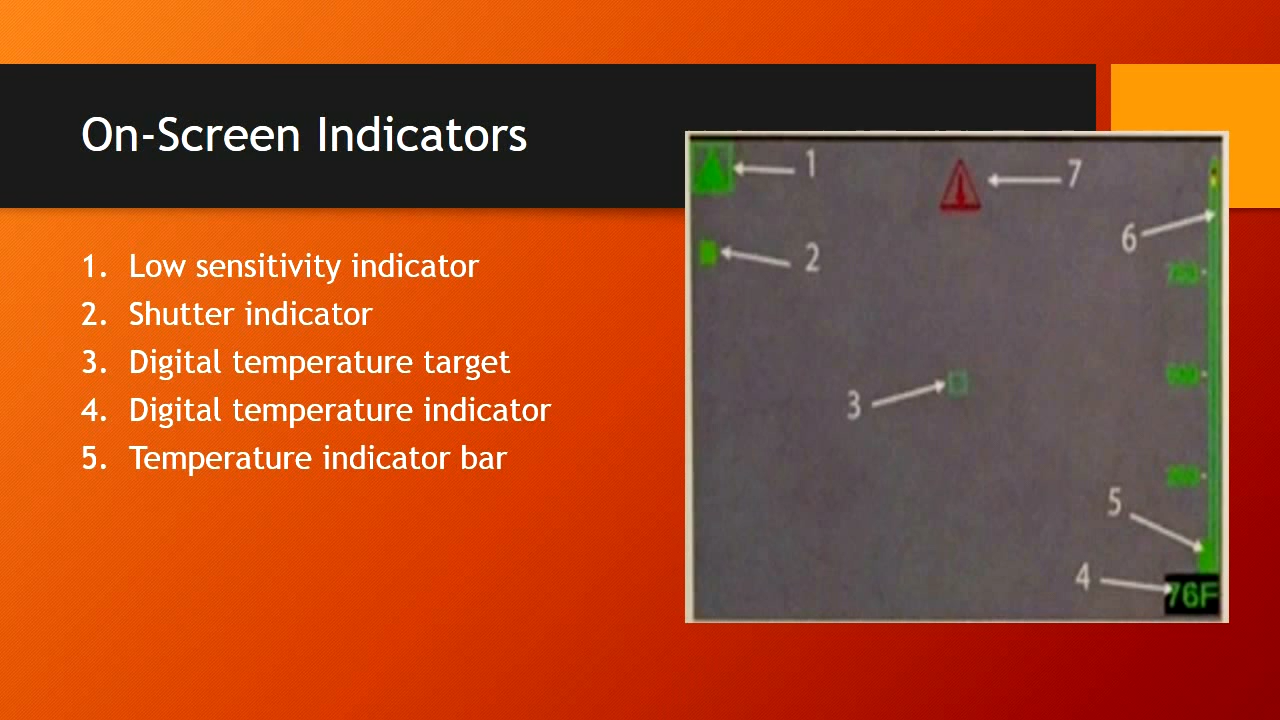 On-Screen Indicators
1. Low sensitivity indicator
2. Shutter indicator
3. Digital temperature target
4. Digital temperature indicator
5. Temperature indicator bar
1
7
6
2
3
5
4
76F